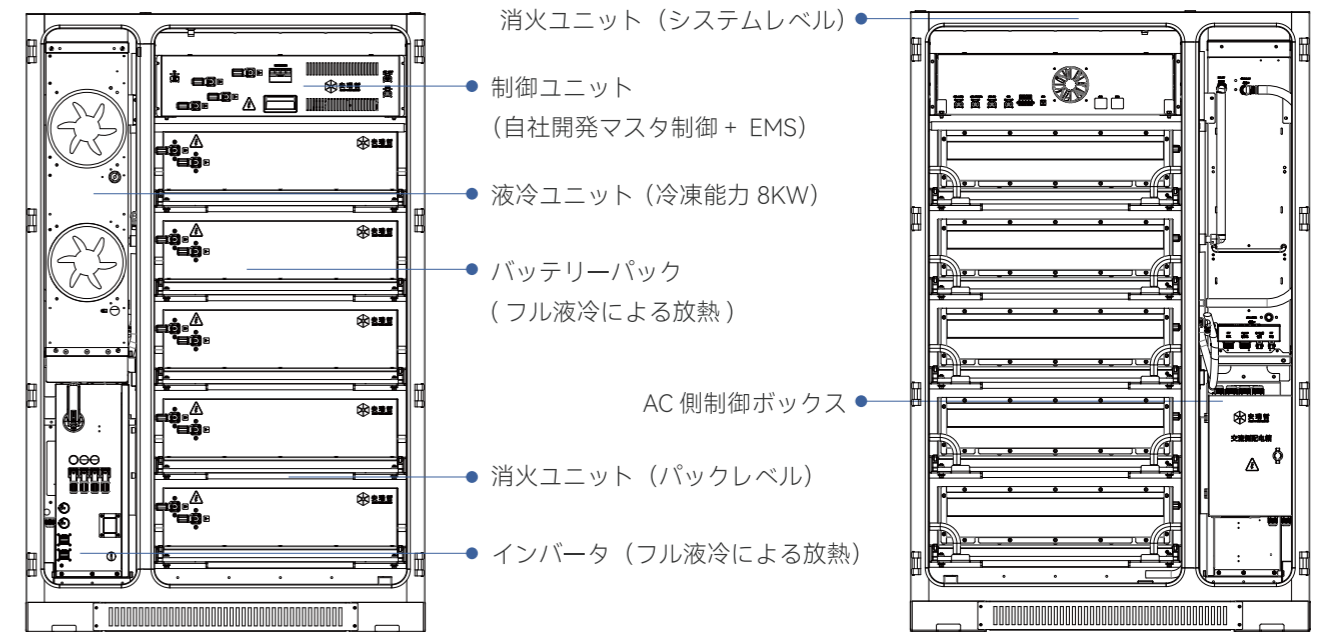 消火ユニット（システムレベル）
制御ユニット
（自社開発マスタ制御 + EMS）
液冷ユニット（冷凍能力 8KW）
バッテリーパック
( フル液冷による放熱 )
AC 側制御ボックス
消火ユニット（パックレベル）
インバータ（フル液冷による放熱）